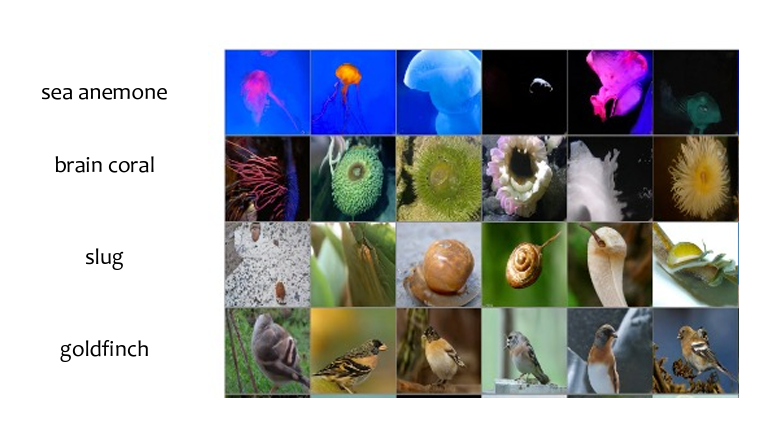 sea anemone
brain coral
slug
goldfinch